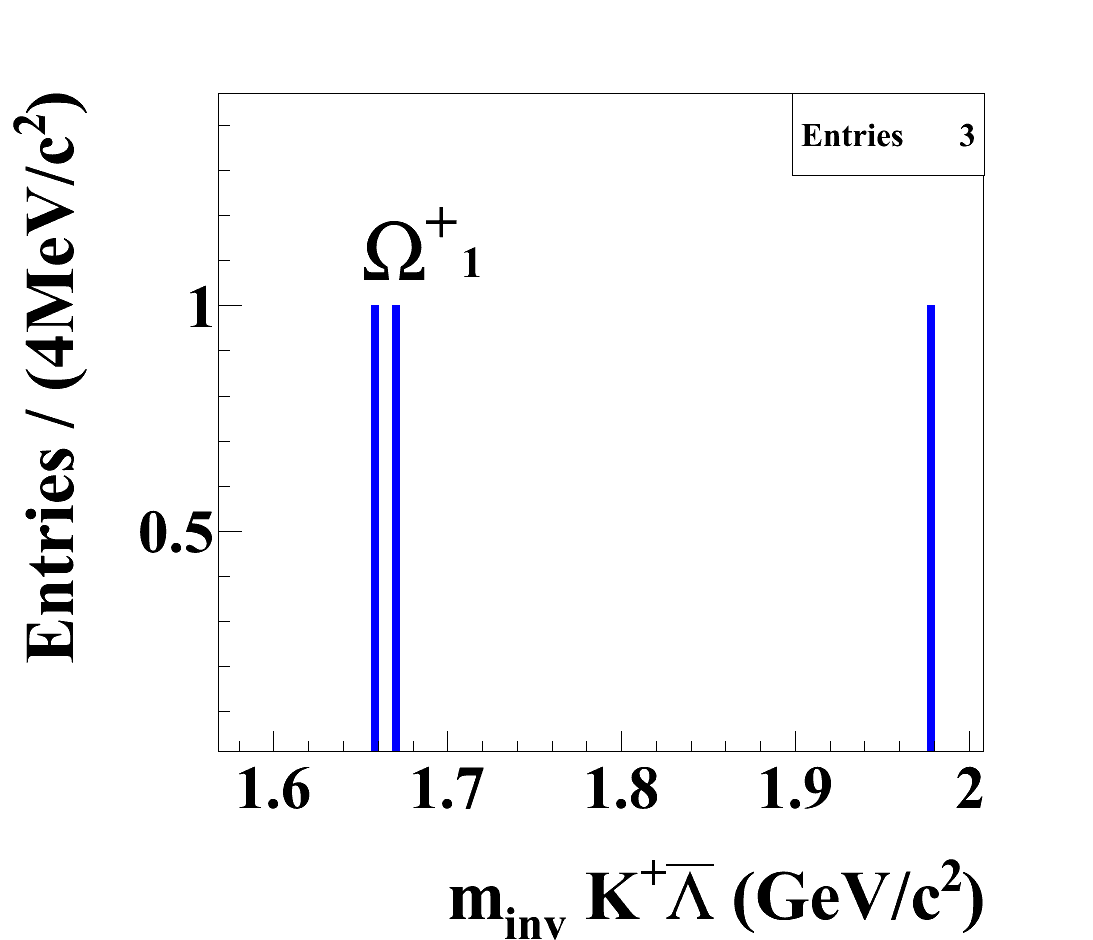 Entries / (4MeV/c²)
Entries 3
Ω⁺1
1
0.5
1.6 1.7 1.8 1.9 2
m_inv K⁺Λ̅ (GeV/c²)